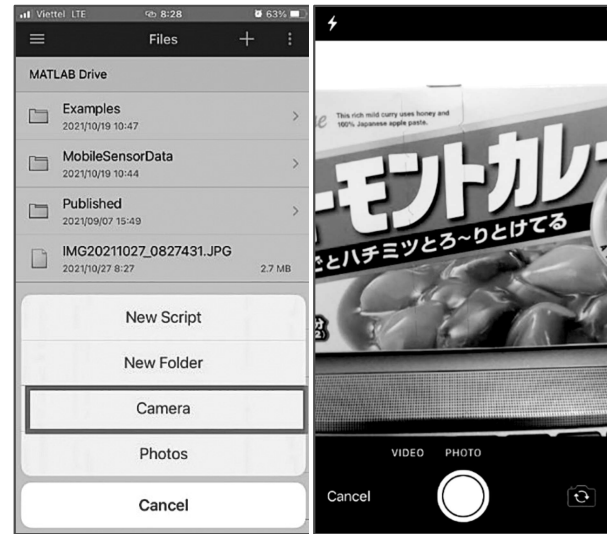 Viettel LTE 8:28 63%
Files
MATLAB Drive
Examples
2021/10/19 10:47
MobileSensorData
2021/10/19 10:44
Published
2021/09/07 15:49
IMG20211027_0827431.JPG
2021/10/27 8:27 2.7 MB
New Script
New Folder
Camera
Photos
Cancel
This rich mild curry uses honey and
100% Japanese apple paste.
ーモントカレー
ごとハチミツとろ~りとけてる
VIDEO PHOTO
Cancel